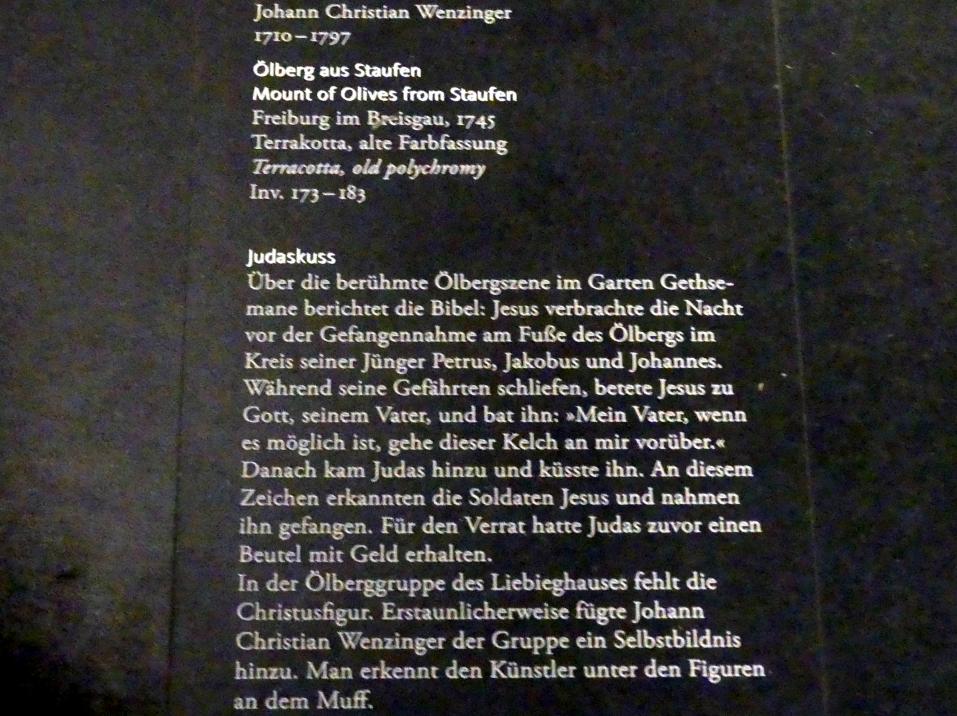 Johann Christian Wenzinger
1710–1797
Ölberg aus Staufen
Mount of Olives from Staufen
Freiburg im Breisgau, 1745
Terrakotta, alte Farbfassung
Terracotta, old polychromy
Inv. 173–183
Judaskuss
Über die berühmte Ölbergszene im Garten Gethse-
mane berichtet die Bibel: Jesus verbrachte die Nacht
vor der Gefangennahme am Fuße des Ölbergs im
Kreis seiner Jünger Petrus, Jakobus und Johannes.
Während seine Gefährten schliefen, betete Jesus zu
Gott, seinem Vater, und bat ihn: »Mein Vater, wenn
es möglich ist, gehe dieser Kelch an mir vorüber.«
Danach kam Judas hinzu und küsste ihn. An diesem
Zeichen erkannten die Soldaten Jesus und nahmen
ihn gefangen. Für den Verrat hatte Judas zuvor einen
Beutel mit Geld erhalten.
In der Ölberggruppe des Liebieghauses fehlt die
Christusfigur. Erstaunlicherweise fügte Johann
Christian Wenzinger der Gruppe ein Selbstbildnis
hinzu. Man erkennt den Künstler unter den Figuren
an dem Muff.